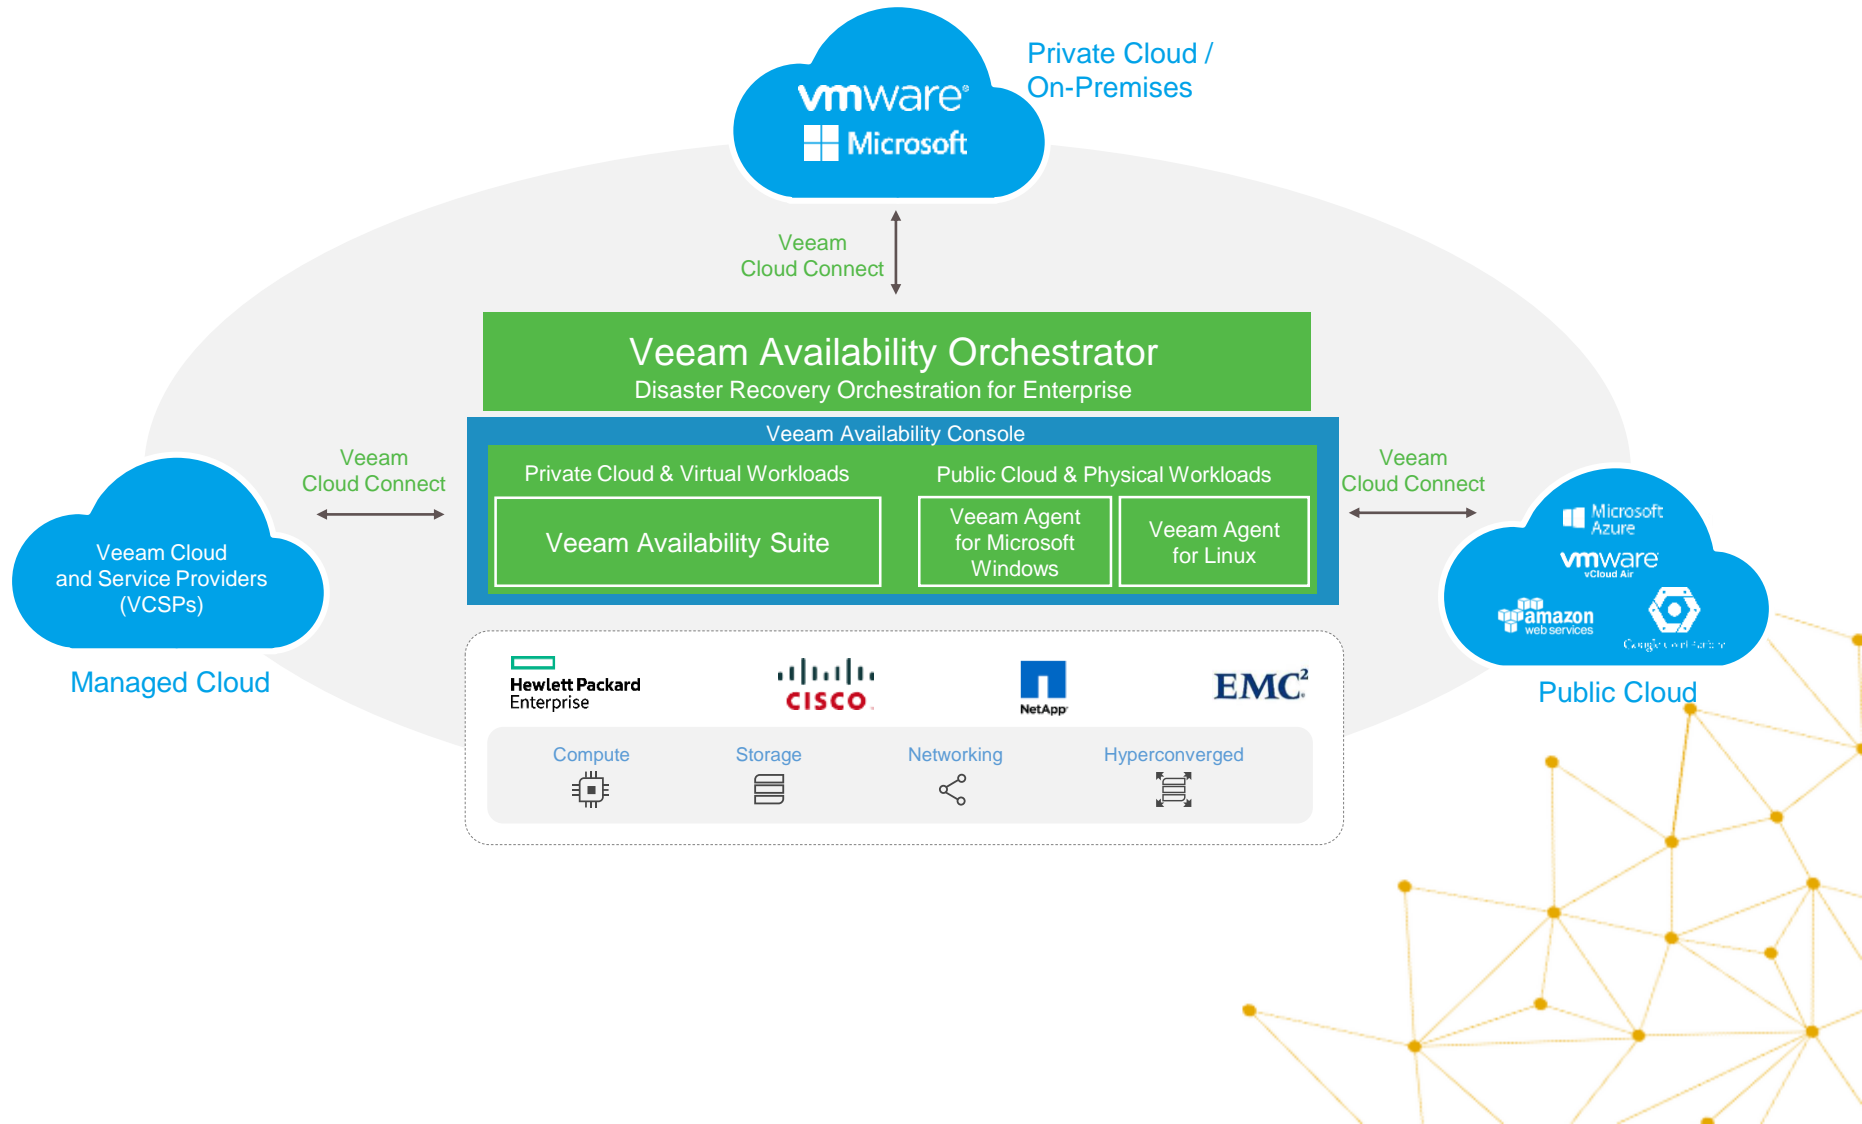 Private Cloud /
On-Premises
vmware
Microsoft
Veeam
Cloud Connect
Veeam Availability Orchestrator
Disaster Recovery Orchestration for Enterprise
Veeam Availability Console
Private Cloud & Virtual Workloads
Veeam Availability Suite
Public Cloud & Physical Workloads
Veeam Agent
for Microsoft
Windows
Veeam Agent
for Linux
Veeam
Cloud Connect
Veeam Cloud
and Service Providers
(VCSPs)
Managed Cloud
Veeam
Cloud Connect
Microsoft
Azure
vmware
vCloud Air
amazon
web services
Google Cloud Platform
Public Cloud
Hewlett Packard
Enterprise
CISCO
NetApp
EMC²
Compute
Storage
Networking
Hyperconverged